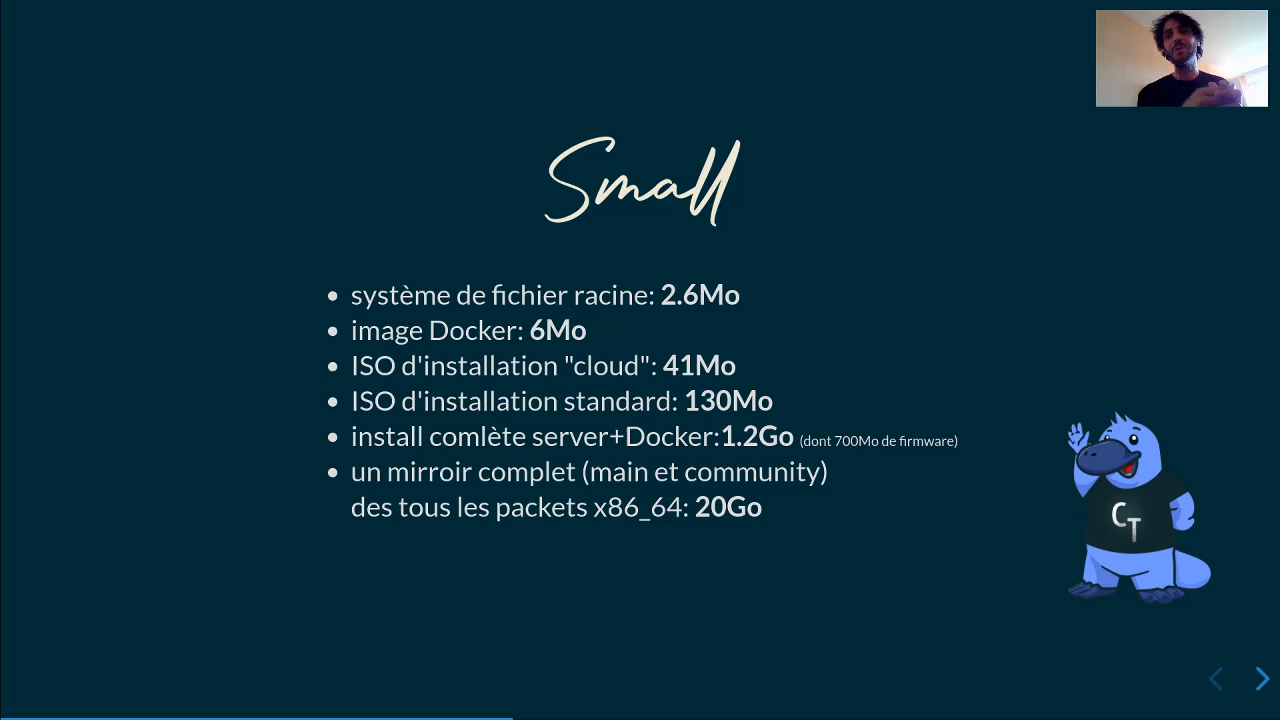 Small
système de fichier racine: 2.6Mo
image Docker: 6Mo
ISO d'installation "cloud": 41Mo
ISO d'installation standard: 130Mo
install comlète server+Docker:1.2Go (dont 700Mo de firmware)
un mirroir complet (main et community)
des tous les packets x86_64: 20Go
CT